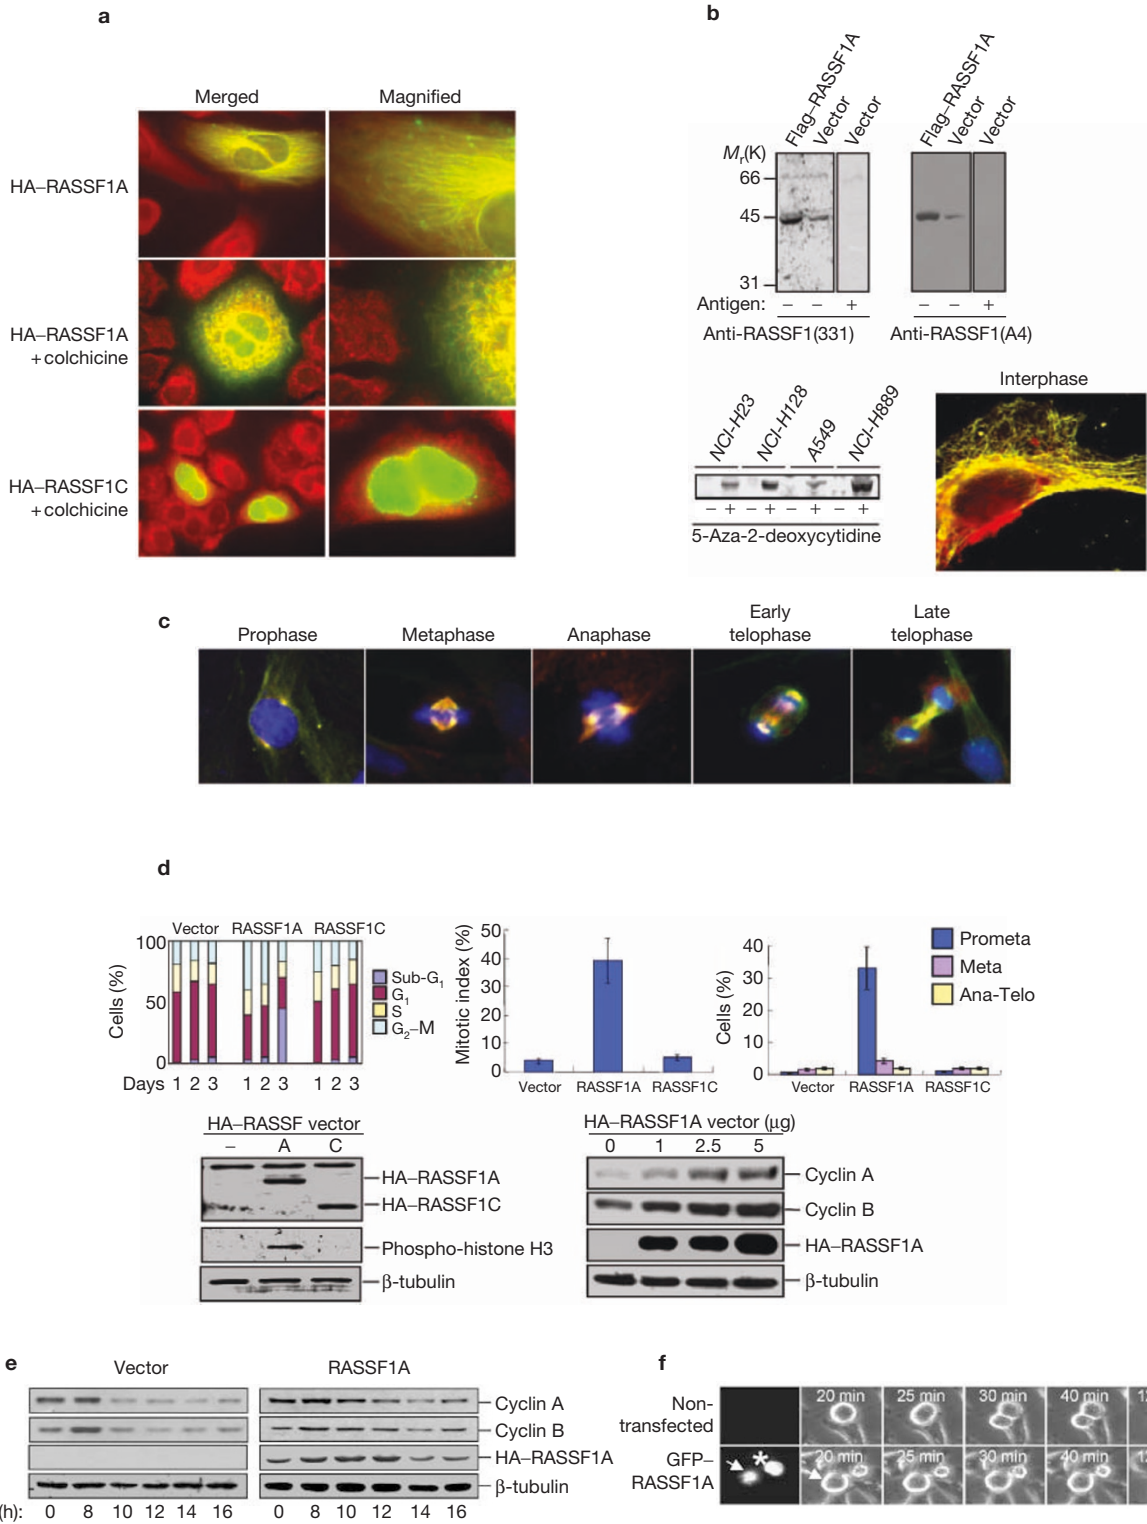 a
Merged Magnified
HA–RASSF1A
HA–RASSF1A
+ colchicine
HA–RASSF1C
+ colchicine
b
Flag–RASSF1A
Vector
Vector
Flag–RASSF1A
Vector
Vector
Mr(K)
66
45
31
Antigen: – – + – – +
Anti-RASSF1(331) Anti-RASSF1(A4)
NCI-H23
NCI-H128
A549
NCI-H889
– + – + – + – +
5-Aza-2-deoxycytidine
Interphase
c
Prophase Metaphase Anaphase Early telophase Late telophase
d
Vector RASSF1A RASSF1C
Cells (%)
100
50
0
Days 1 2 3 1 2 3 1 2 3
Sub-G1
G1
S
G2–M
Mitotic index (%)
50
40
30
20
10
0
Vector RASSF1A RASSF1C
Cells (%)
40
30
20
10
0
Vector RASSF1A RASSF1C
Prometa
Meta
Ana-Telo
HA–RASSF vector
– A C
HA–RASSF1A
HA–RASSF1C
Phospho-histone H3
β-tubulin
HA–RASSF1A vector (μg)
0 1 2.5 5
Cyclin A
Cyclin B
HA–RASSF1A
β-tubulin
e
Vector RASSF1A
Cyclin A
Cyclin B
HA–RASSF1A
β-tubulin
(h): 0 8 10 12 14 16 0 8 10 12 14 16
f
Non-
transfected
20 min 25 min 30 min 40 min
GFP–
RASSF1A
*
20 min 25 min 30 min 40 min